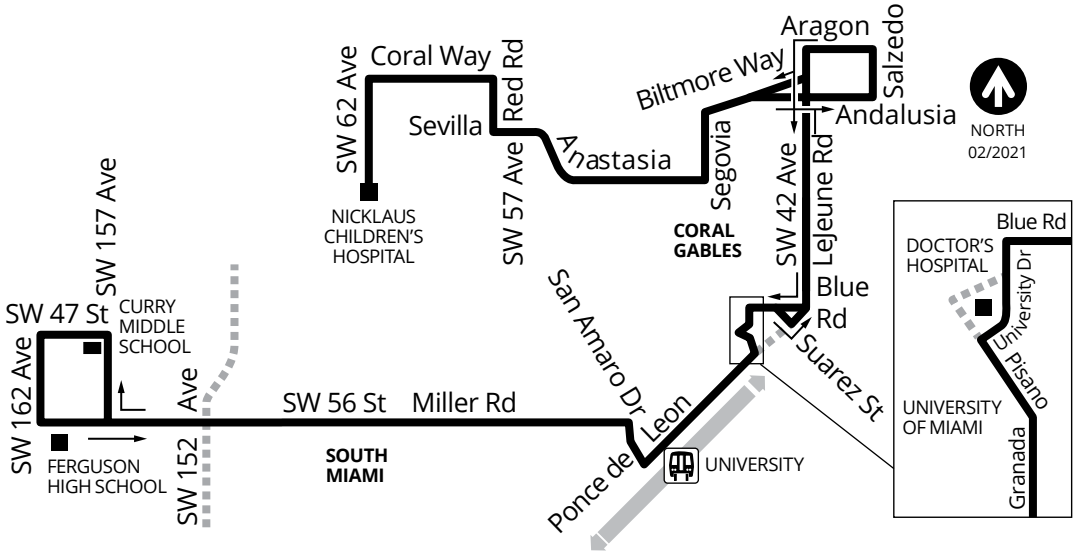 Aragon
Salzedo
Coral Way
Red Rd
SW 62 Ave
Biltmore Way
Andalusia
Sevilla
Anastasia
Segovia
SW 57 Ave
SW 42 Ave
LeJeune Rd
NORTH
02/2021
NICKLAUS
CHILDREN'S
HOSPITAL
CORAL
GABLES
SW 157 Ave
SW 47 St
CURRY
MIDDLE
SCHOOL
SW 162 Ave
SW 152 Ave
FERGUSON
HIGH SCHOOL
SW 56 St
Miller Rd
SOUTH
MIAMI
San Amaro Dr
Ponce de Leon
UNIVERSITY
Blue
Rd
Suarez St
Blue Rd
DOCTOR'S
HOSPITAL
University Dr
Pisano
UNIVERSITY
OF MIAMI
Granada